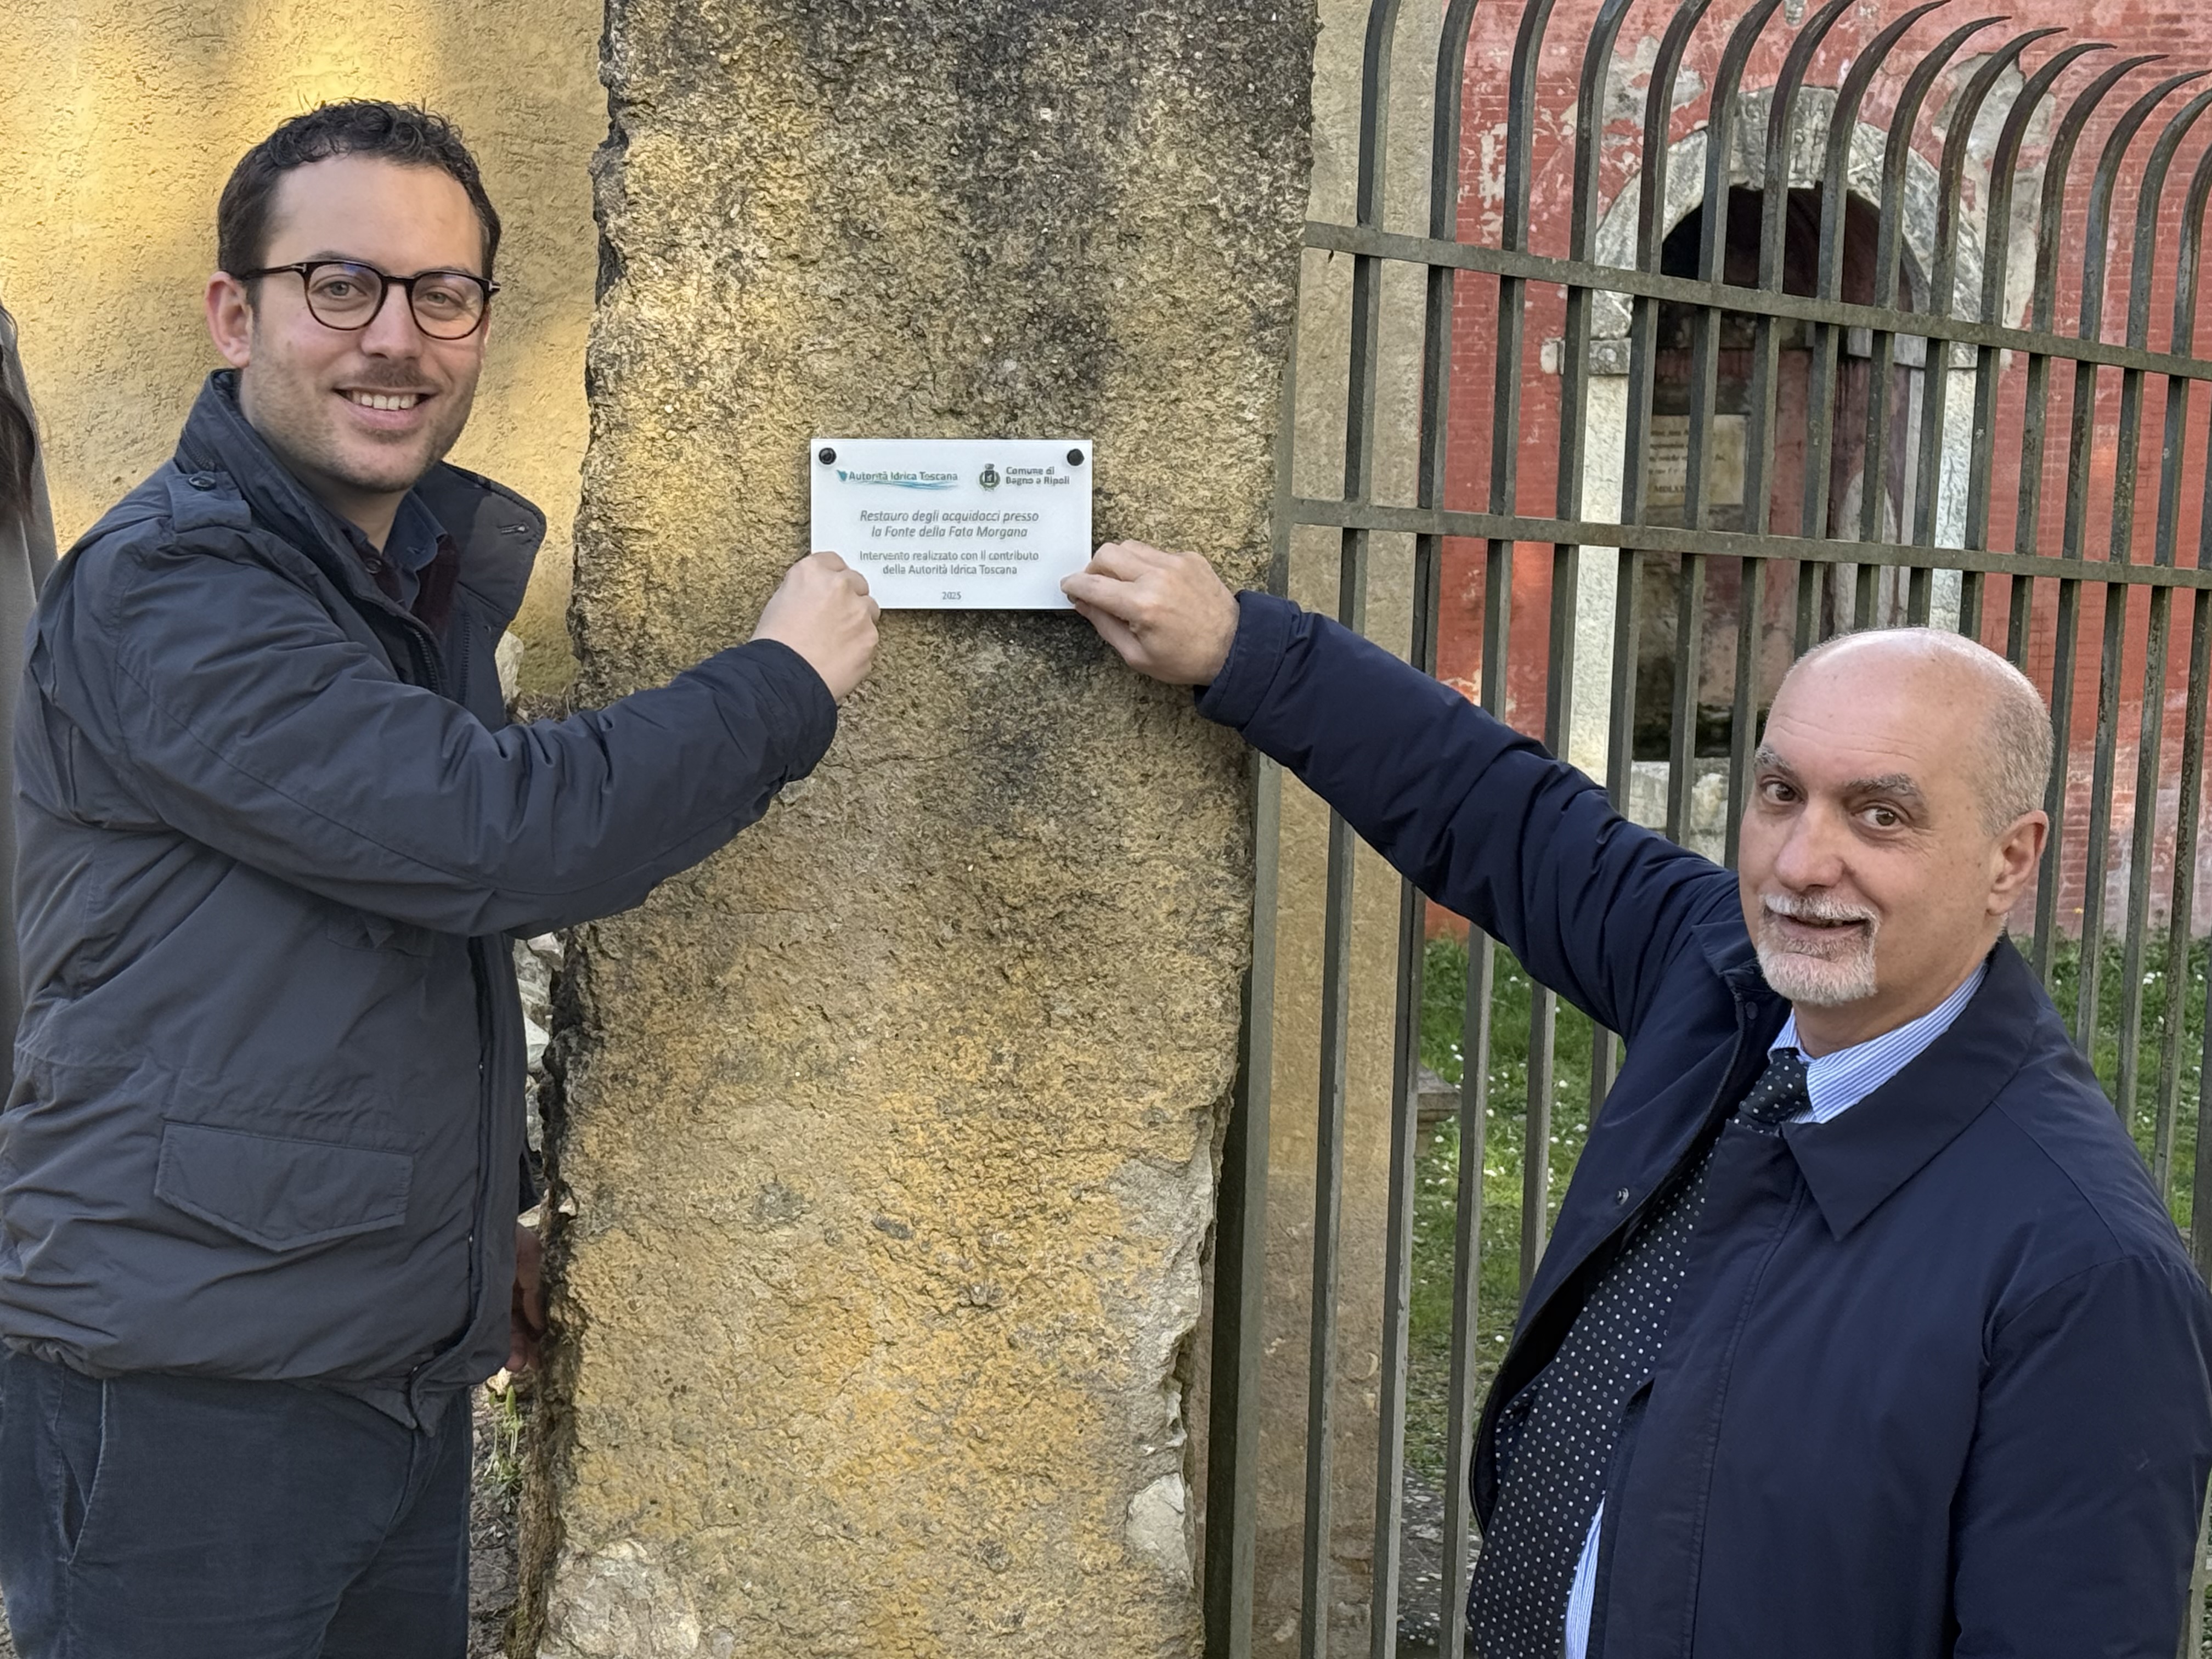 Autorità Idrica Toscana
Comune di
Bagno a Ripoli
Restauro degli acquidocci presso
la Fonte della Fata Morgana
Intervento realizzato con il contributo
della Autorità Idrica Toscana
2025